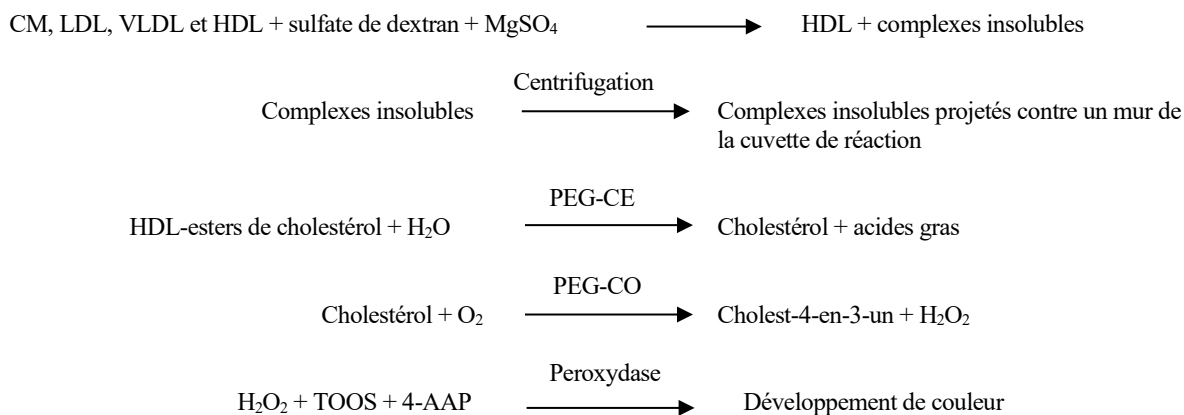 CM, LDL, VLDL et HDL + sulfate de dextran + MgSO₄ ⟶ HDL + complexes insolubles
Centrifugation
Complexes insolubles ⟶ Complexes insolubles projetés contre un mur de
la cuvette de réaction
PEG-CE
HDL-esters de cholestérol + H₂O ⟶ Cholestérol + acides gras
PEG-CO
Cholestérol + O₂ ⟶ Cholest-4-en-3-un + H₂O₂
Peroxydase
H₂O₂ + TOOS + 4-AAP ⟶ Développement de couleur